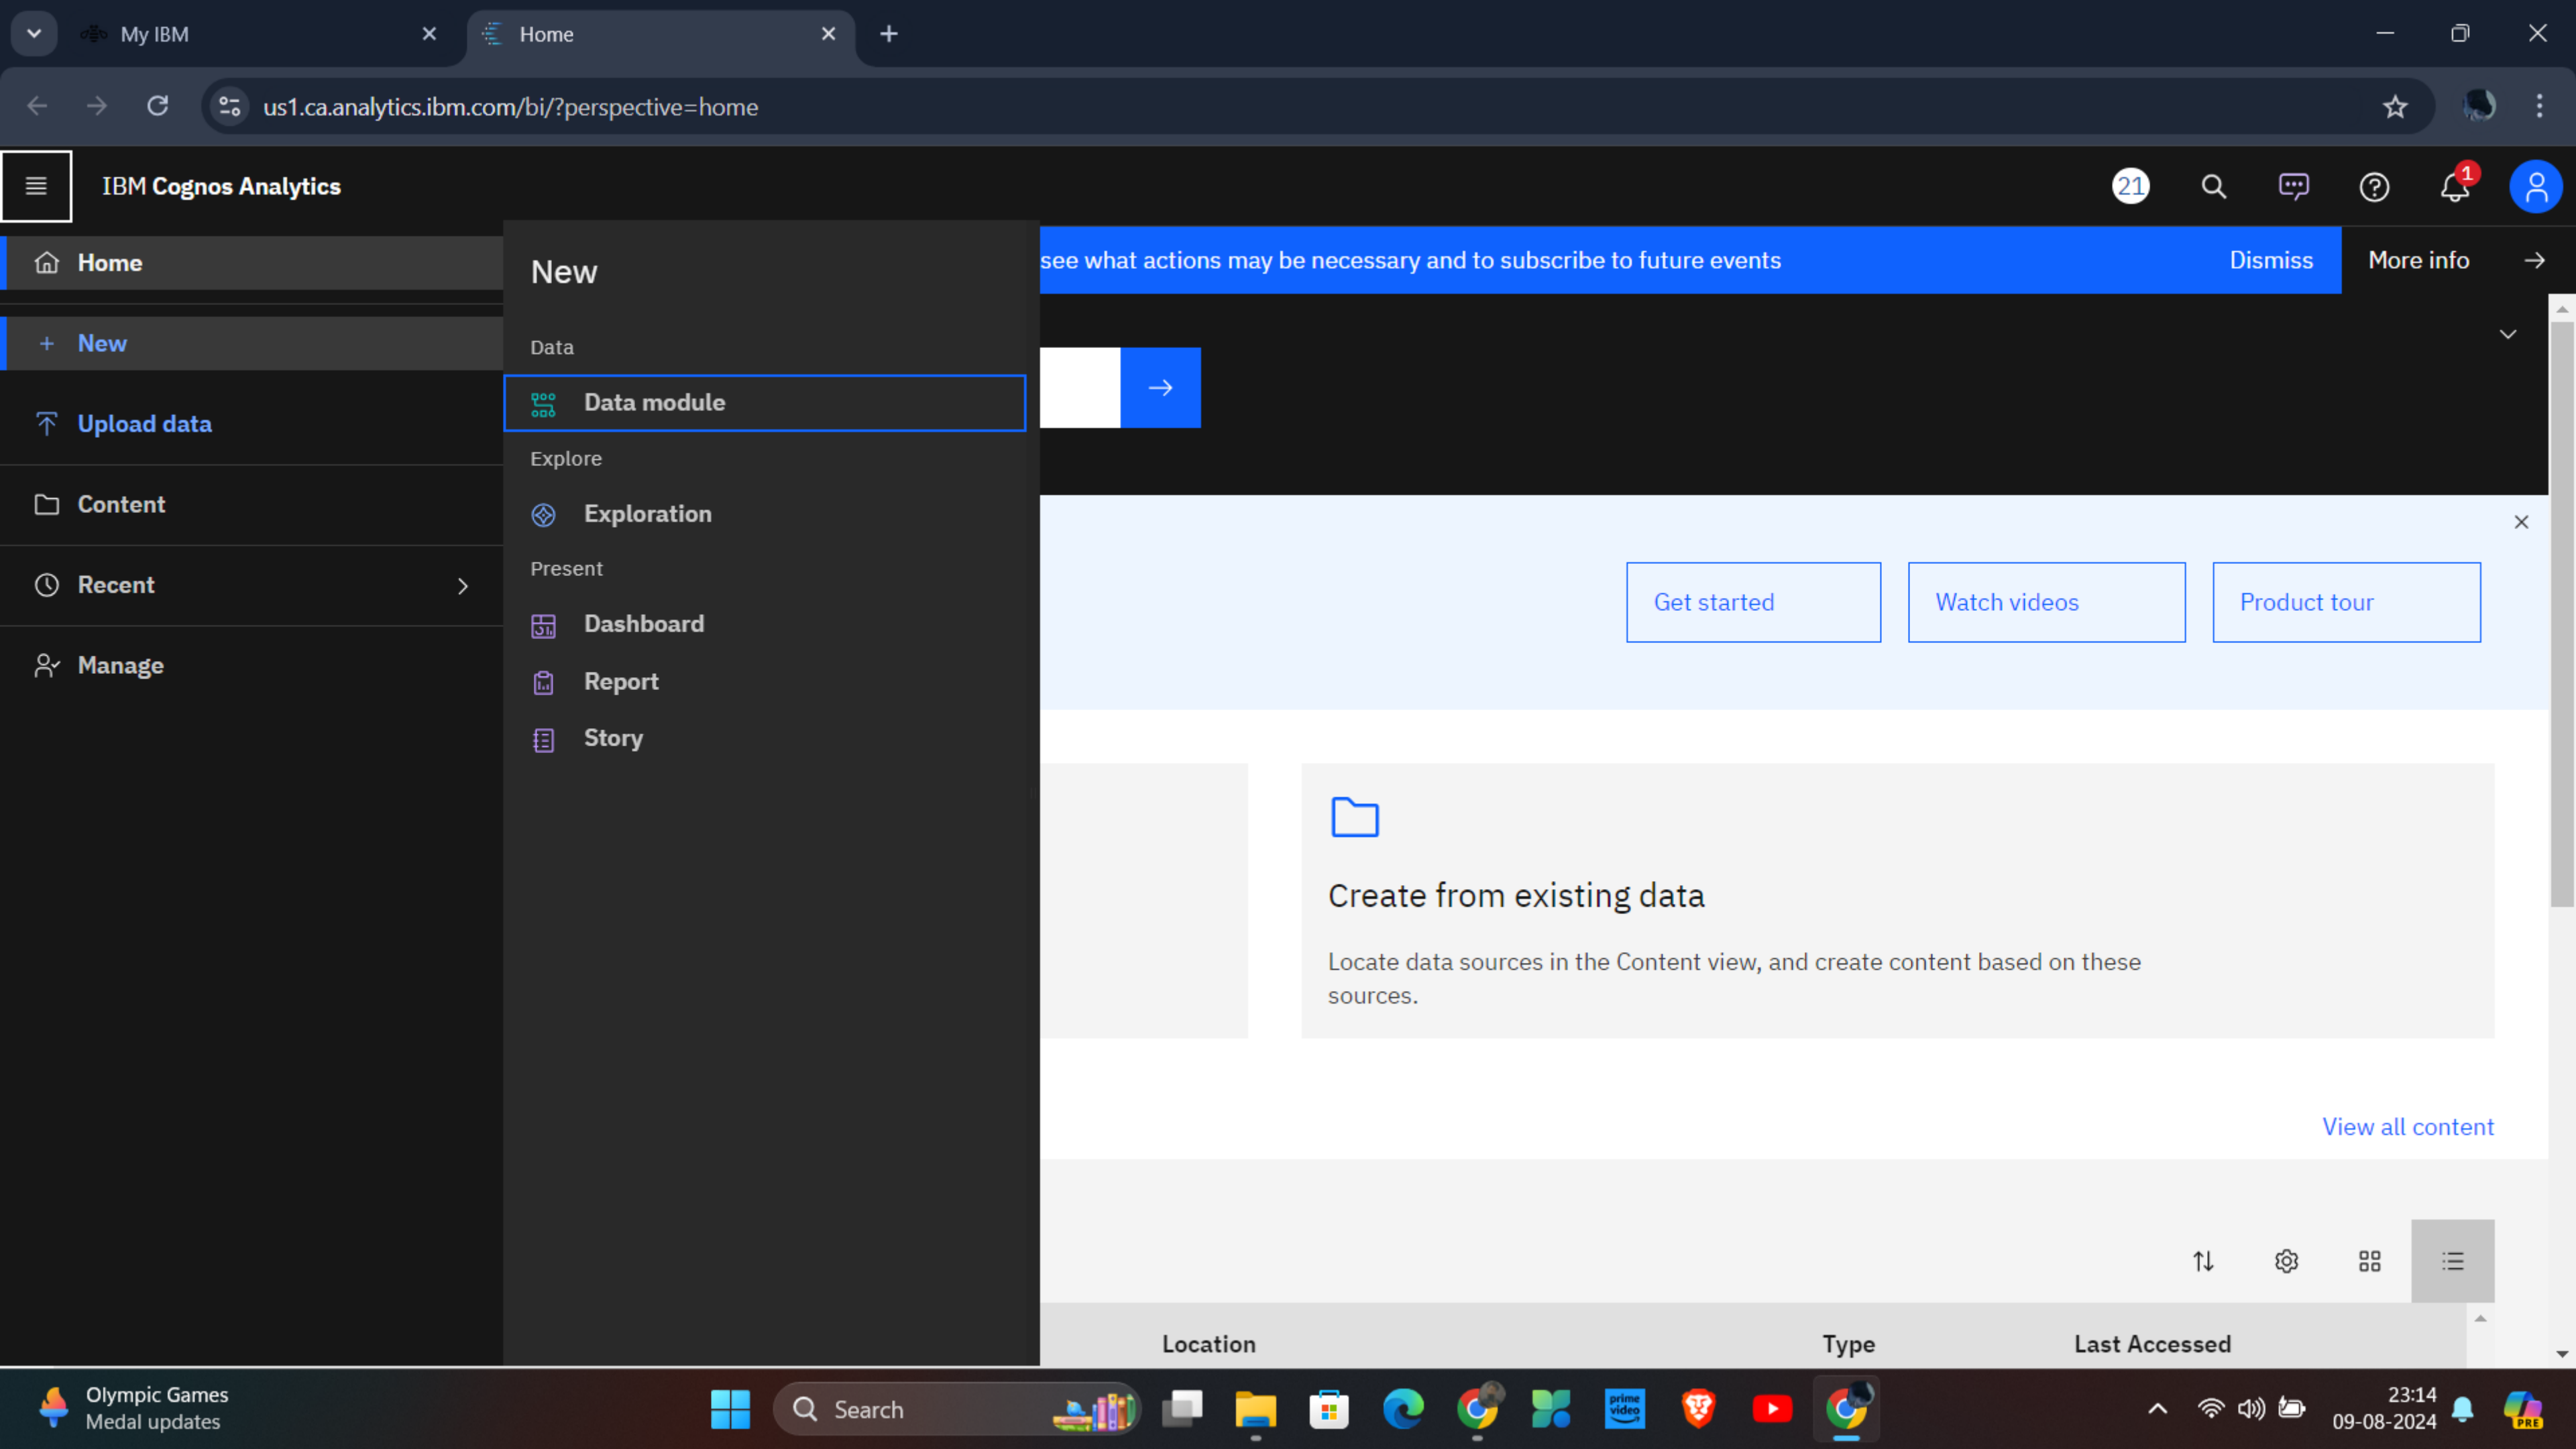 My IBM
Home
us1.ca.analytics.ibm.com/bi/?perspective=home
IBM Cognos Analytics
21
1
Home
New
Upload data
Content
Recent
Manage
New
Data
Data module
Explore
Exploration
Present
Dashboard
Report
Story
see what actions may be necessary and to subscribe to future events
Dismiss
More info
Get started
Watch videos
Product tour
Create from existing data
Locate data sources in the Content view, and create content based on these
sources.
View all content
Location
Type
Last Accessed
Olympic Games
Medal updates
Search
prime
video
23:14
09-08-2024
PRE